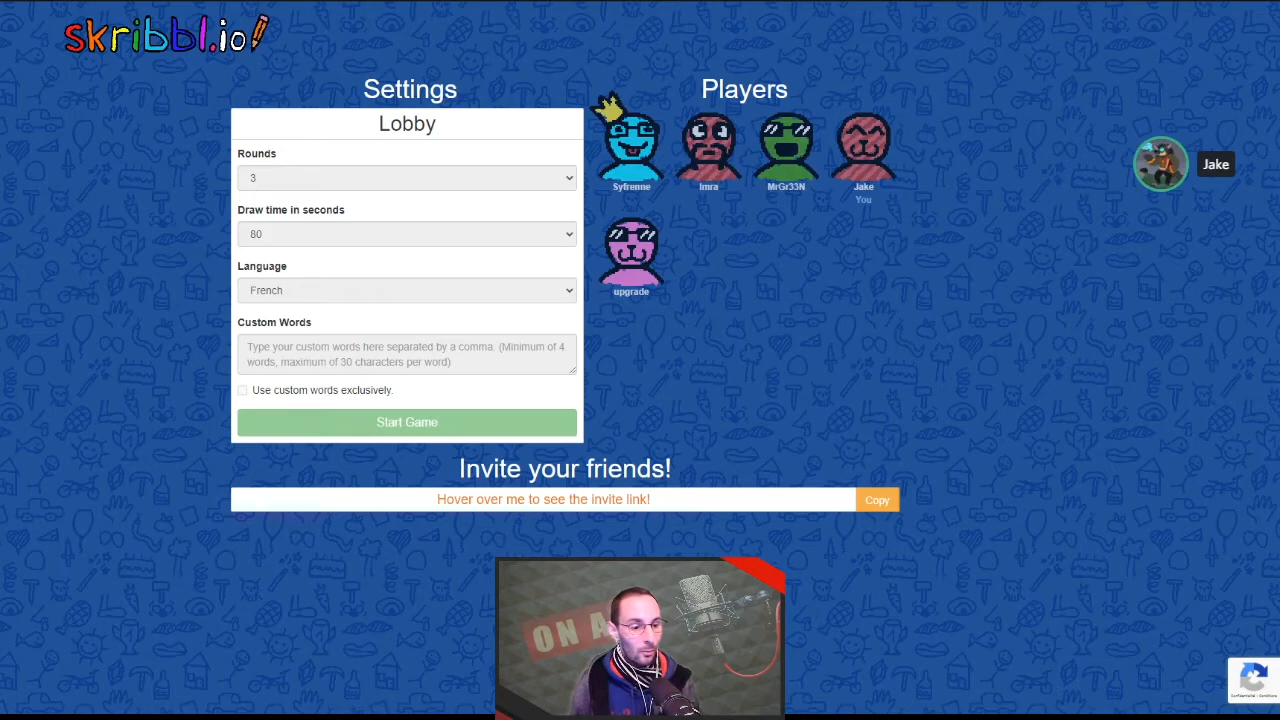 skribbl.io!
Settings
Players
Lobby
Rounds
3
Draw time in seconds
80
Language
French
Custom Words
Type your custom words here separated by a comma. (Minimum of 4
words, maximum of 30 characters per word)
Use custom words exclusively.
Start Game
Syfrenne
Imra
MrGr33N
Jake
You
upgrade
Jake
Invite your friends!
Hover over me to see the invite link!
Copy
ON A